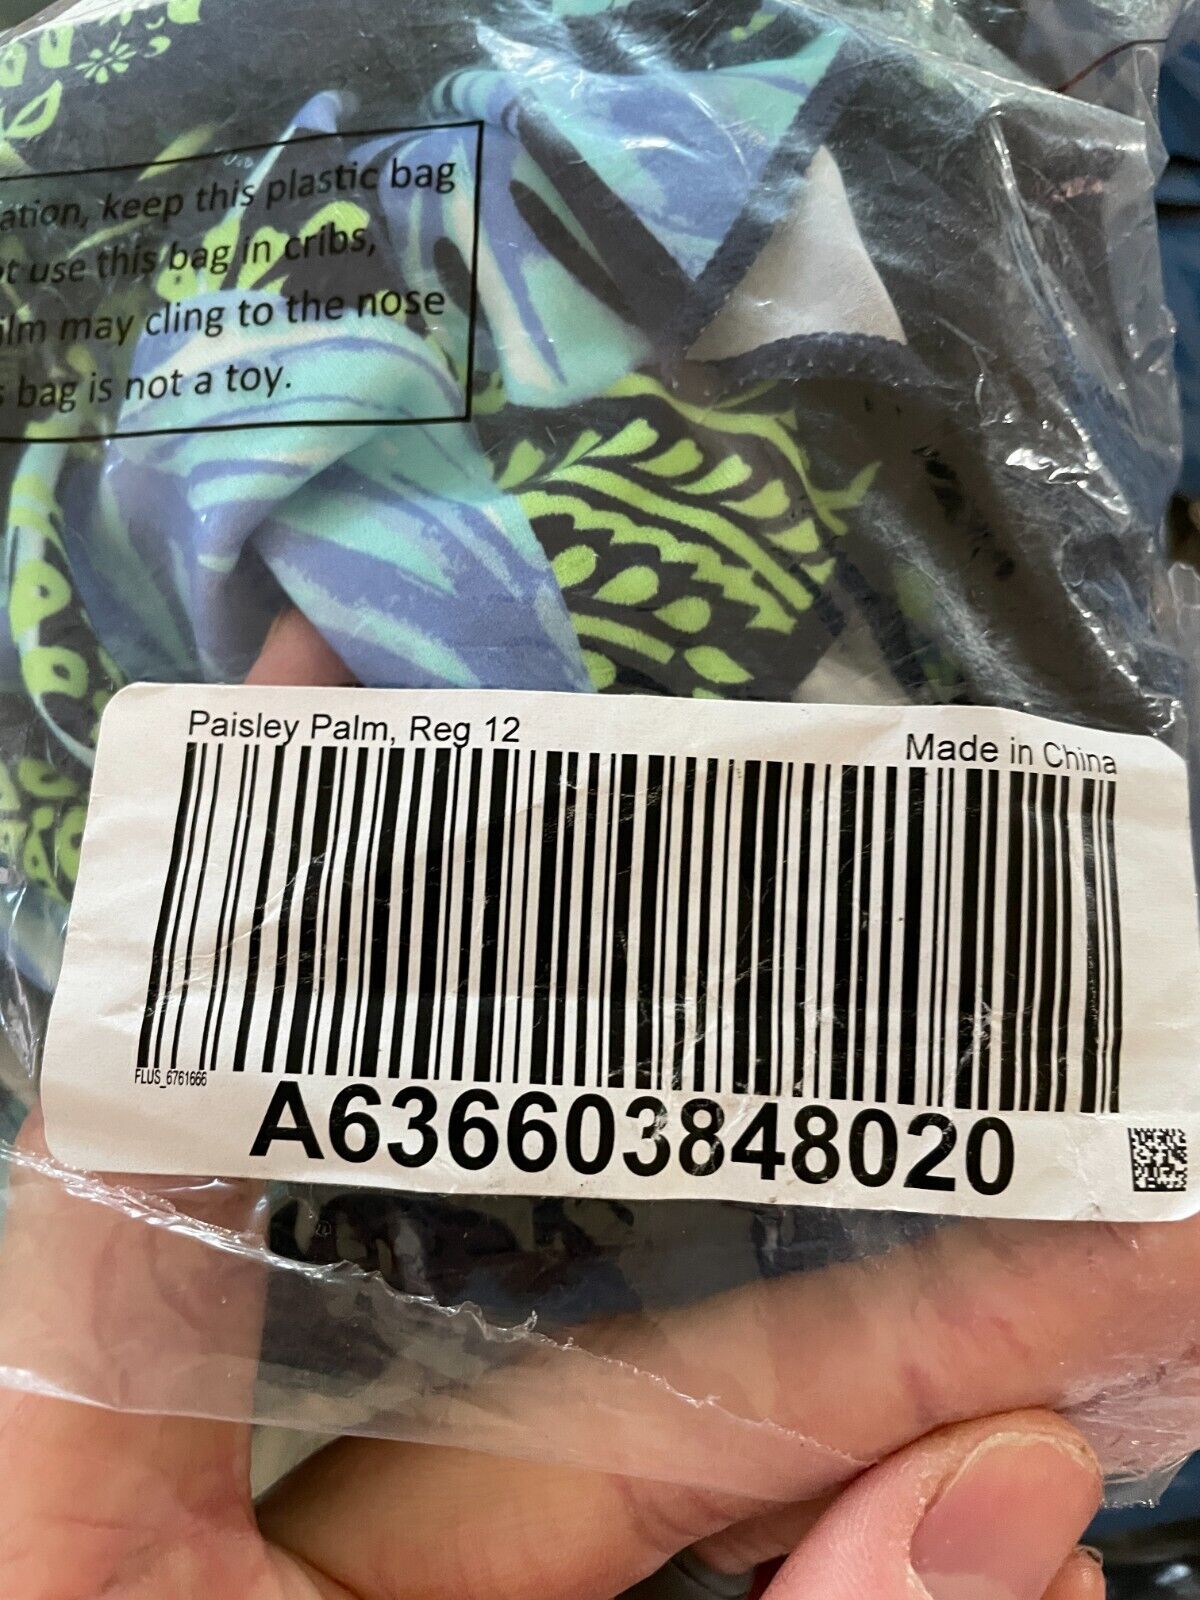 ation, keep this plastic bag
t use this bag in cribs,
ilm may cling to the nose
s bag is not a toy.
Paisley Palm, Reg 12
Made in China
FLUS_6761666
A636603848020